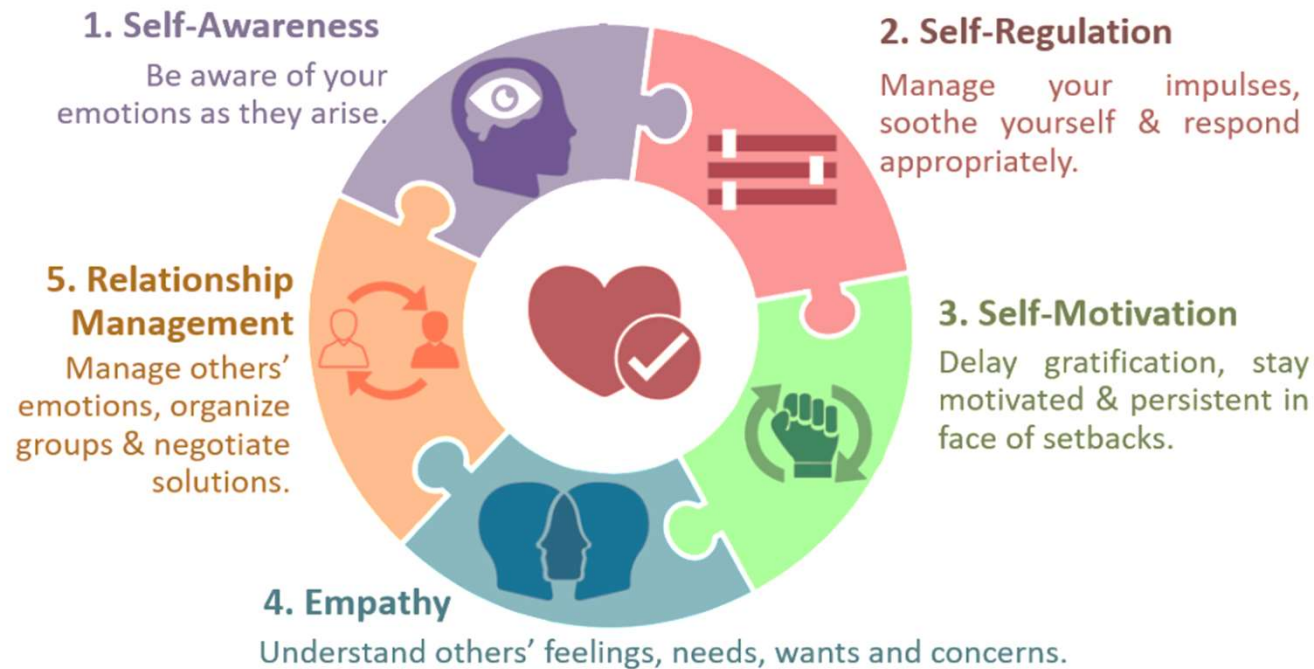 1. Self-Awareness
Be aware of your
emotions as they arise.
2. Self-Regulation
Manage your impulses,
soothe yourself & respond
appropriately.
3. Self-Motivation
Delay gratification, stay
motivated & persistent in
face of setbacks.
4. Empathy
Understand others’ feelings, needs, wants and concerns.
5. Relationship
Management
Manage others’
emotions, organize
groups & negotiate
solutions.